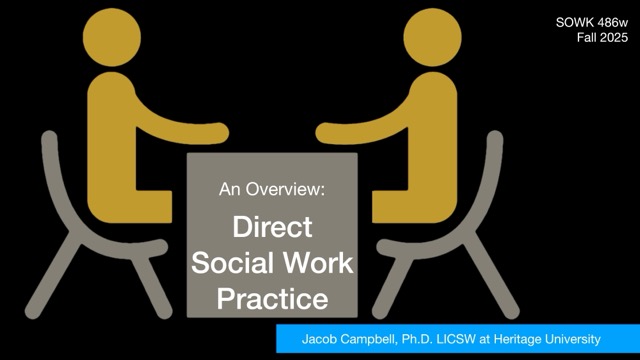 SOWK 486w
Fall 2025
An Overview:
Direct
Social Work
Practice
Jacob Campbell, Ph.D. LICSW at Heritage University